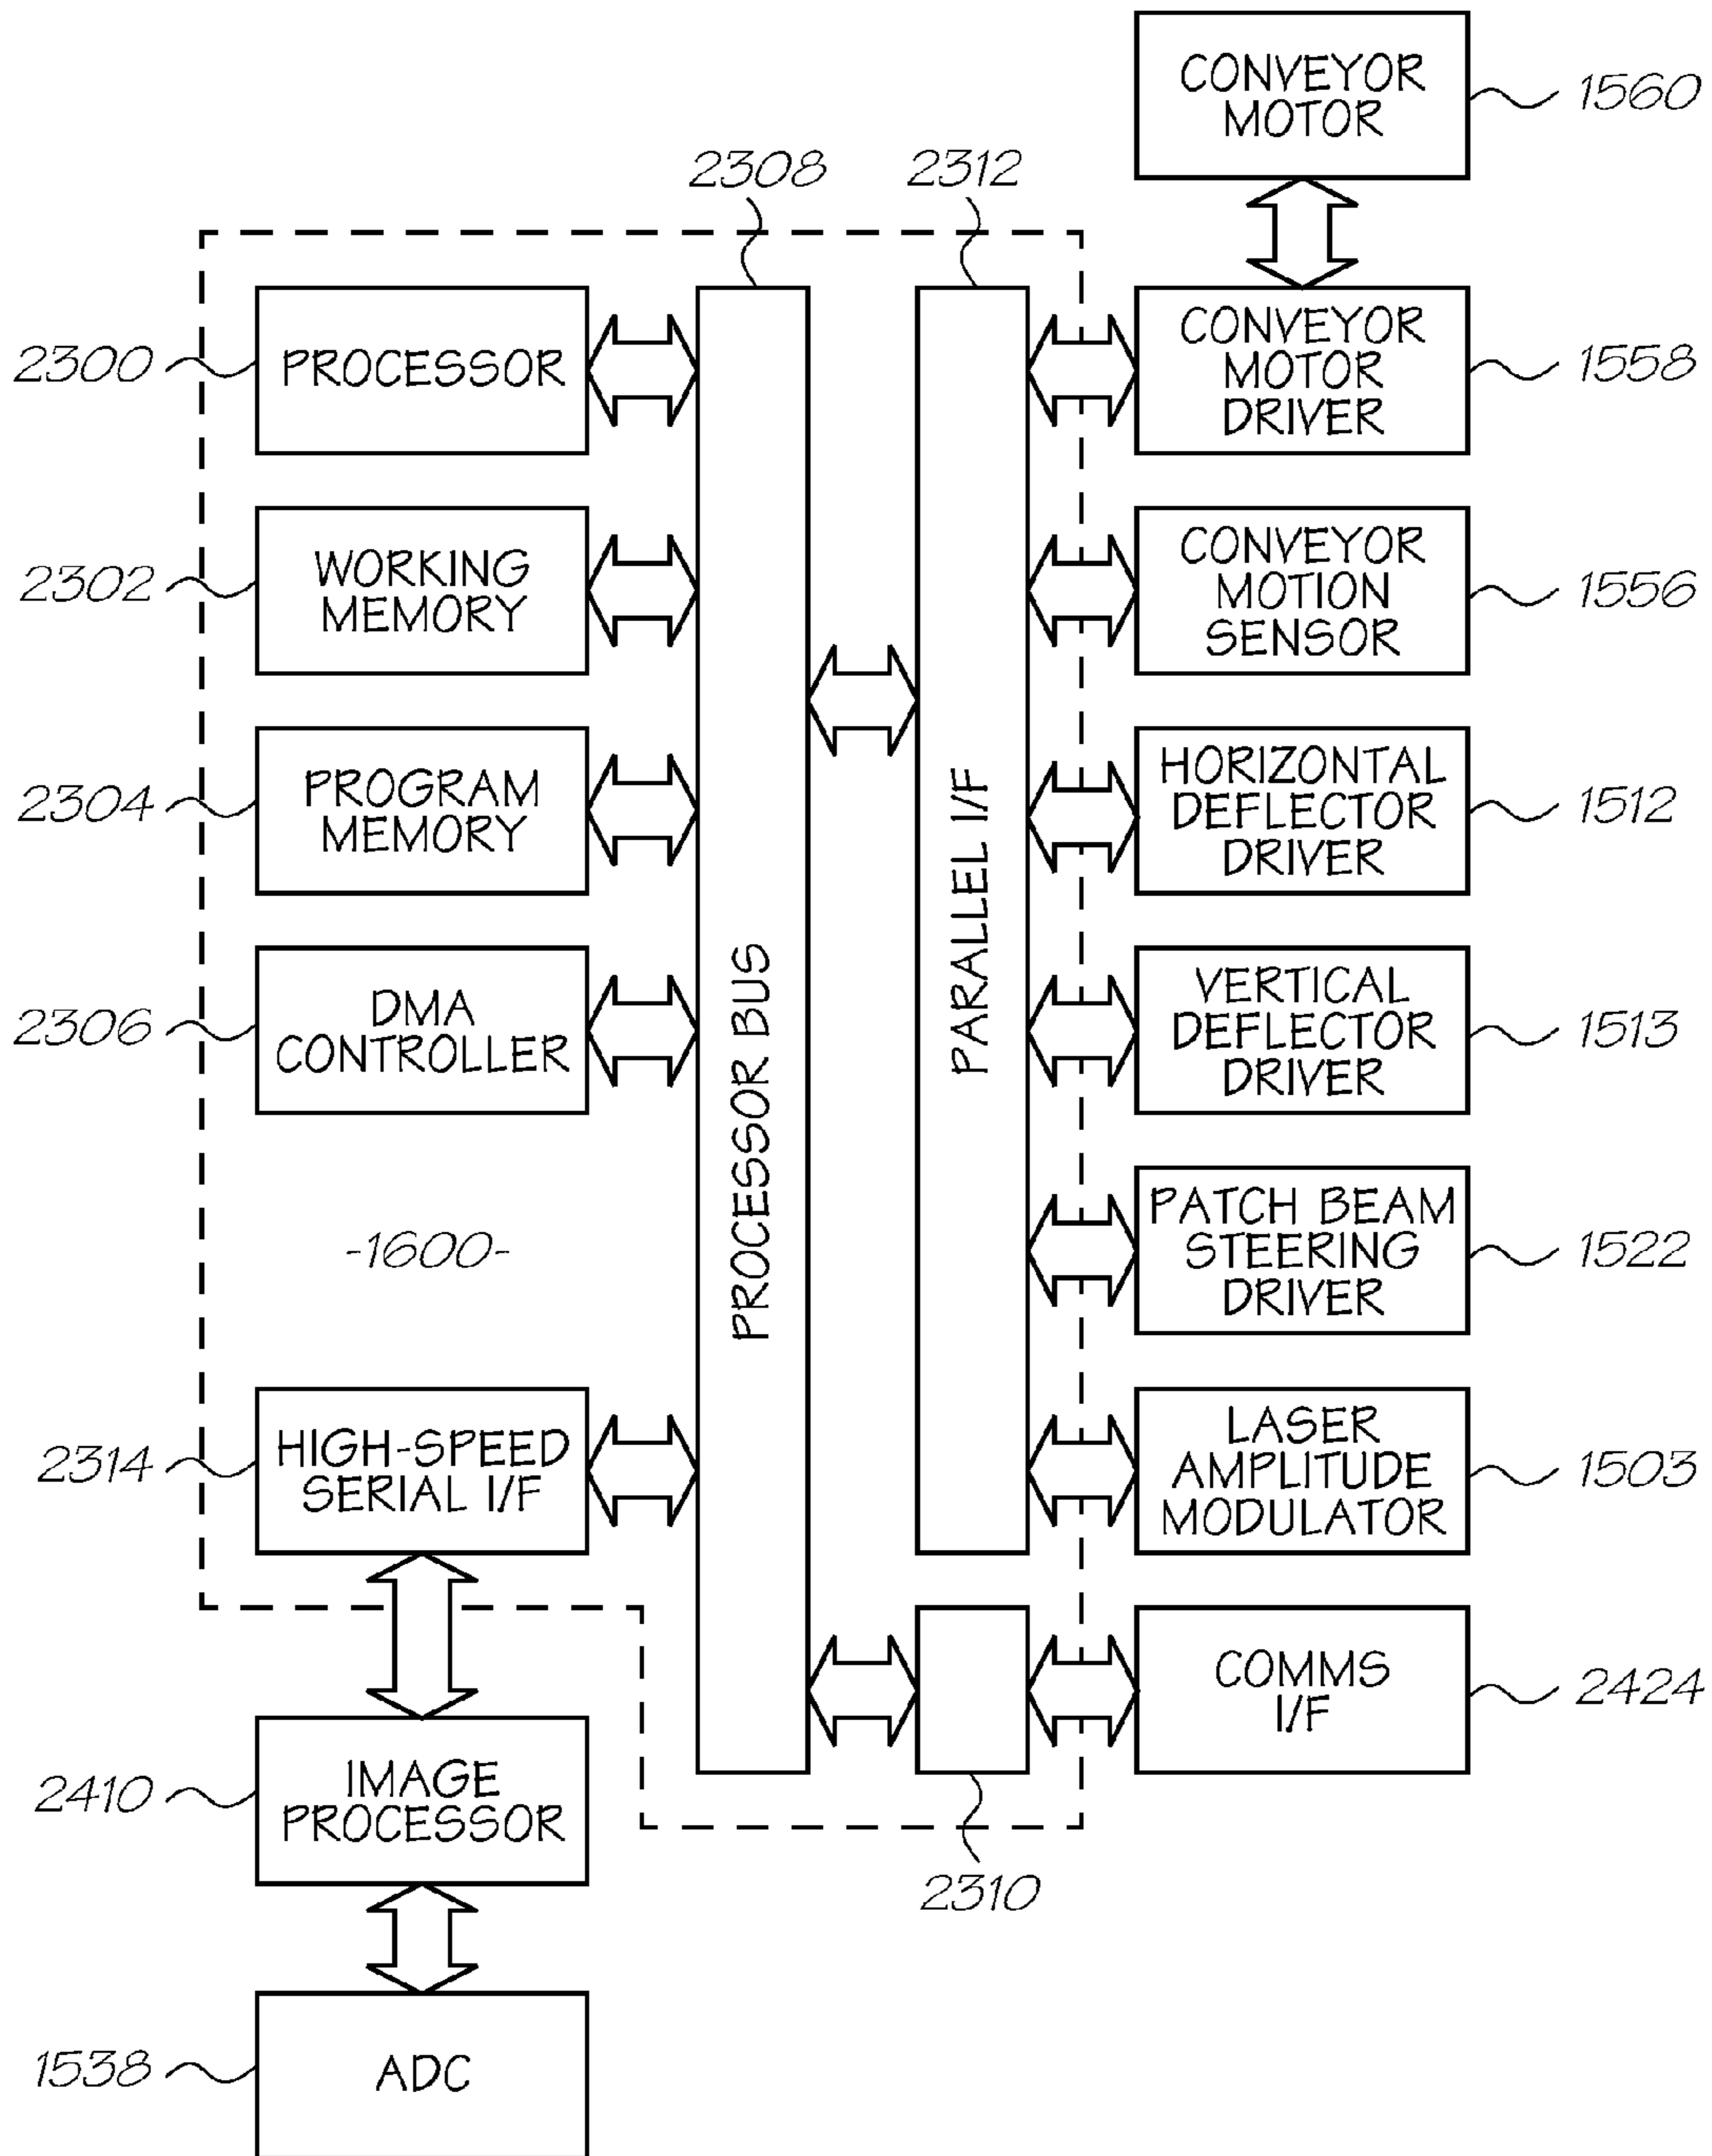 CONVEYOR
MOTOR
1560
2308
2312
2300
PROCESSOR
CONVEYOR
MOTOR
DRIVER
1558
2302
WORKING
MEMORY
CONVEYOR
MOTION
SENSOR
1556
2304
PROGRAM
MEMORY
HORIZONTAL
DEFLECTOR
DRIVER
1512
PARALLEL I/F
PROCESSOR BUS
2306
DMA
CONTROLLER
VERTICAL
DEFLECTOR
DRIVER
1513
-1600-
PATCH BEAM
STEERING
DRIVER
1522
2314
HIGH-SPEED
SERIAL I/F
LASER
AMPLITUDE
MODULATOR
1503
COMMS
I/F
2424
2410
IMAGE
PROCESSOR
2310
1538
ADC